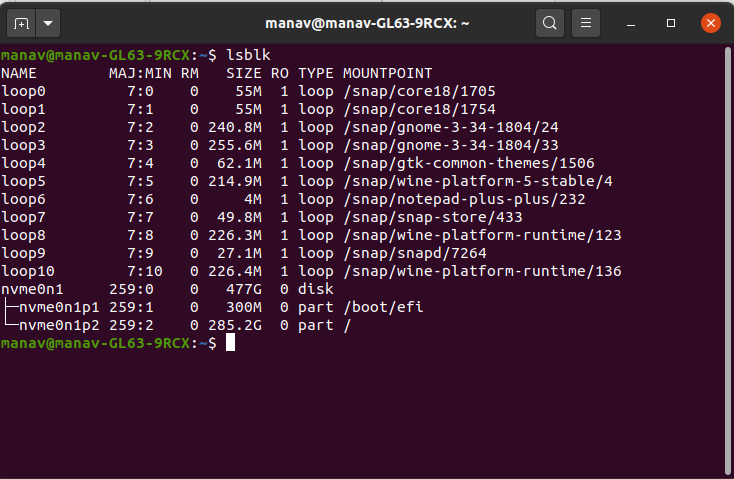 manav@manav-GL63-9RCX: ~
manav@manav-GL63-9RCX:~$ lsblk
NAME        MAJ:MIN RM   SIZE RO TYPE MOUNTPOINT
loop0         7:0    0    55M  1 loop /snap/core18/1705
loop1         7:1    0    55M  1 loop /snap/core18/1754
loop2         7:2    0 240.8M  1 loop /snap/gnome-3-34-1804/24
loop3         7:3    0 255.6M  1 loop /snap/gnome-3-34-1804/33
loop4         7:4    0  62.1M  1 loop /snap/gtk-common-themes/1506
loop5         7:5    0 214.9M  1 loop /snap/wine-platform-5-stable/4
loop6         7:6    0     4M  1 loop /snap/notepad-plus-plus/232
loop7         7:7    0  49.8M  1 loop /snap/snap-store/433
loop8         7:8    0 226.3M  1 loop /snap/wine-platform-runtime/123
loop9         7:9    0  27.1M  1 loop /snap/snapd/7264
loop10        7:10   0 226.4M  1 loop /snap/wine-platform-runtime/136
nvme0n1     259:0    0   477G  0 disk
├─nvme0n1p1 259:1    0   300M  0 part /boot/efi
└─nvme0n1p2 259:2    0 285.2G  0 part /
manav@manav-GL63-9RCX:~$